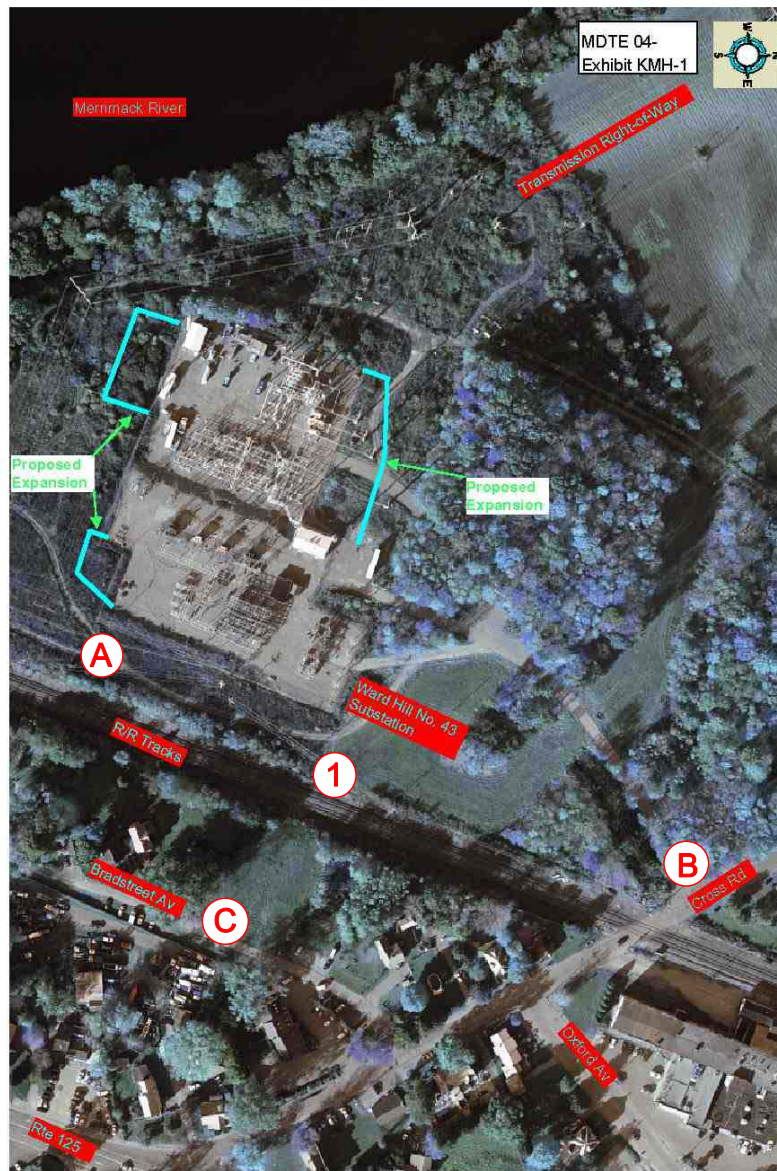 MDTE 04-
Exhibit KMH-1
W
S
N
E
Merrimack River
Transmission Right-of-Way
Proposed
Expansion
Proposed
Expansion
A
Ward Hill No. 43
Substation
R/R Tracks
1
B
Cross Rd
Bradstreet Av
C
Oxford Av
Rte 125